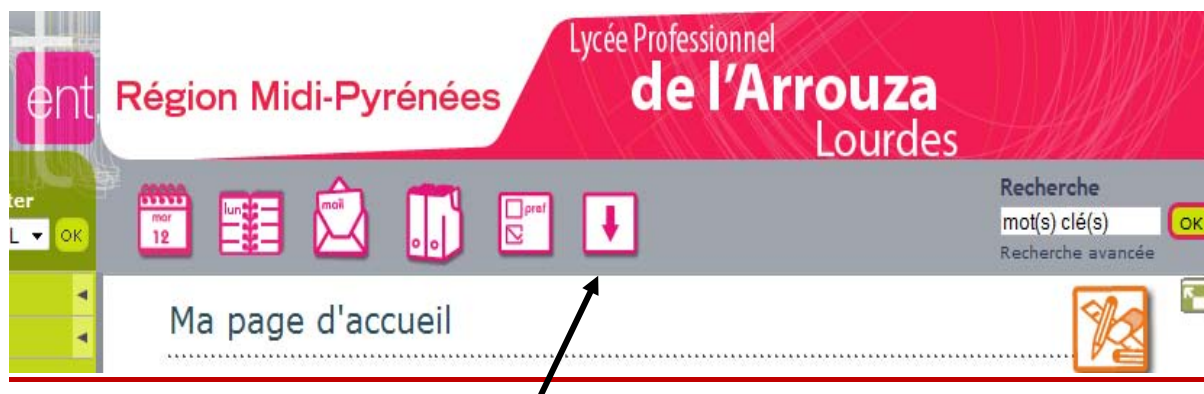 ent
Région Midi-Pyrénées
Lycée Professionnel
de l'Arrouza
Lourdes
ter
L OK
mar
12
lun
mail
pref
Recherche
mot(s) clé(s) OK
Recherche avancée
Ma page d'accueil